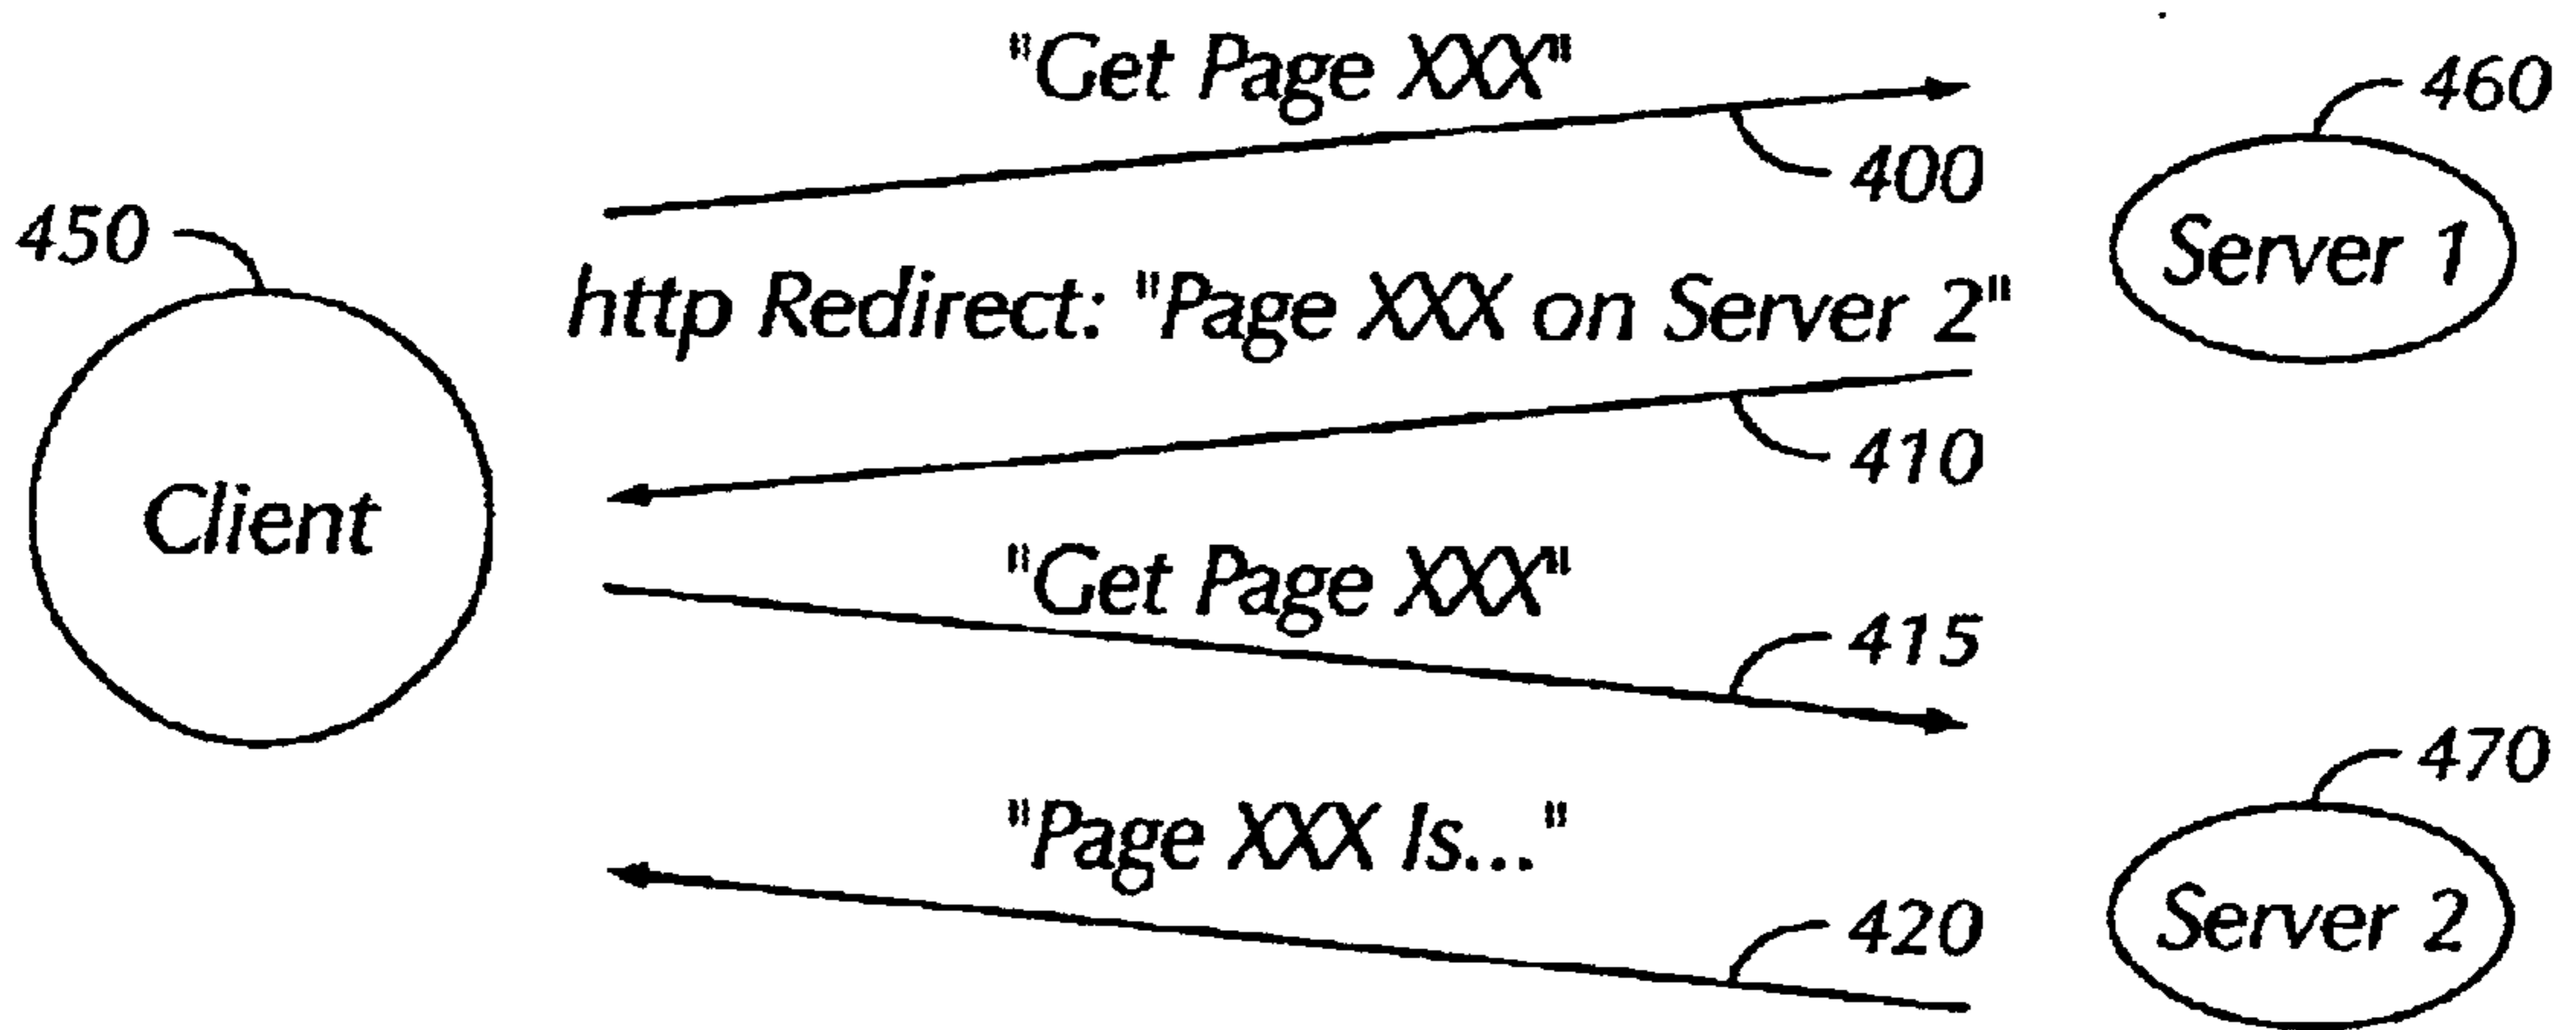 "Get Page XXX"
460
400
450
Server 1
http Redirect: "Page XXX on Server 2"
410
Client
"Get Page XXX"
415
470
"Page XXX Is..."
420
Server 2